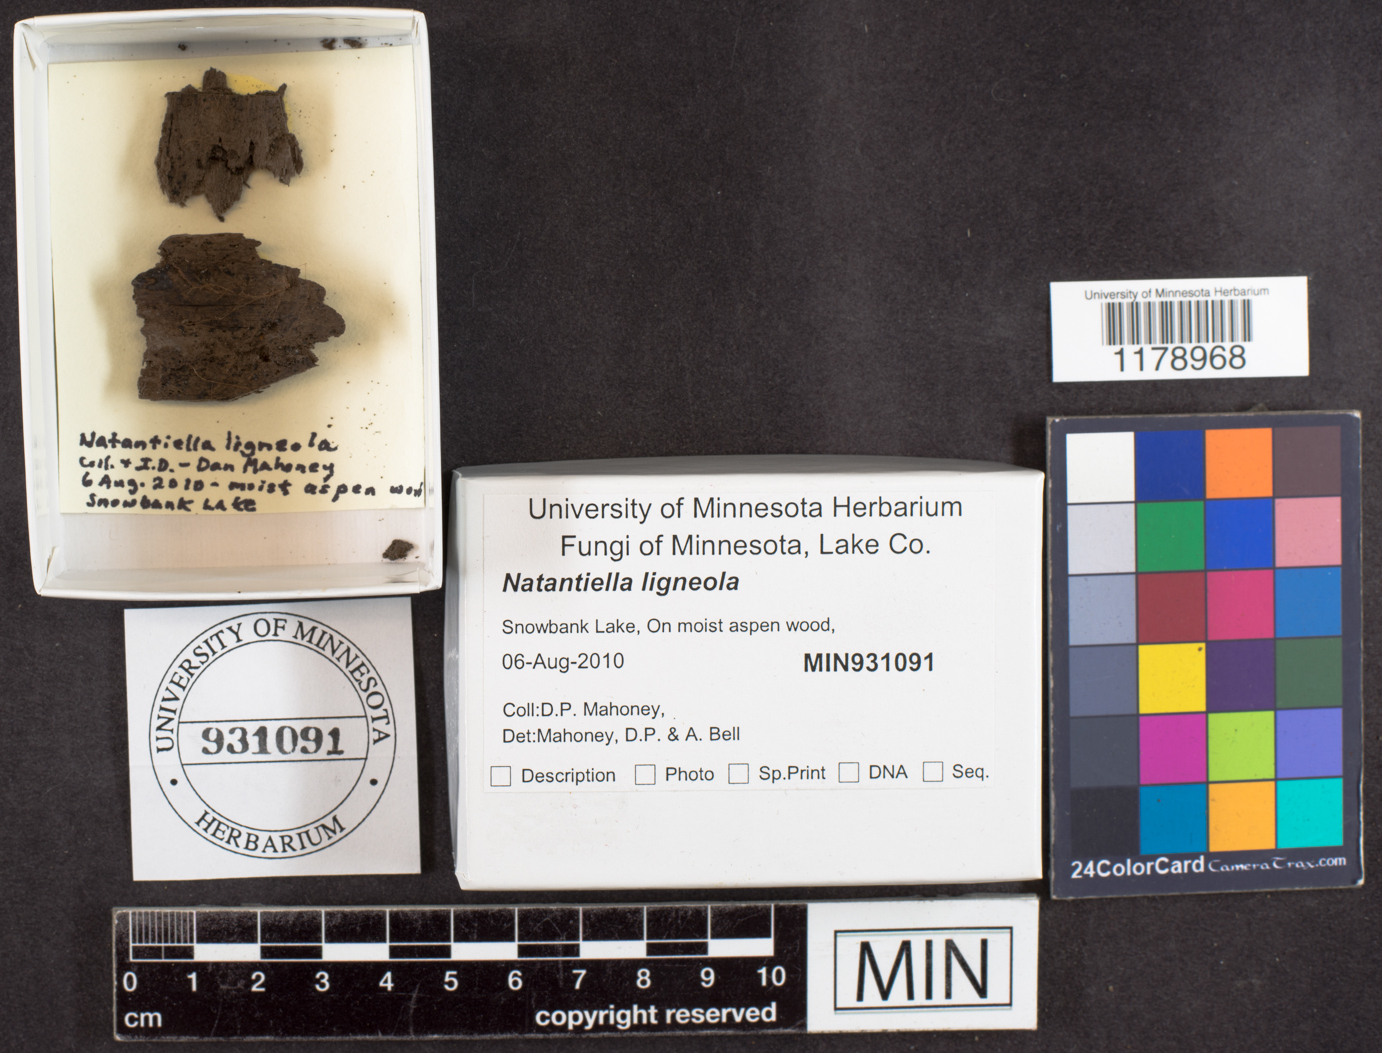 Natantiella ligneola
Coll. + I.D. - Dan Mahoney
6 Aug. 2010 - moist aspen wood
Snowbank Lake
University of Minnesota Herbarium
1178968
University of Minnesota Herbarium
Fungi of Minnesota, Lake Co.
Natantiella ligneola
Snowbank Lake, On moist aspen wood,
06-Aug-2010 MIN931091
Coll:D.P. Mahoney,
Det:Mahoney, D.P. & A. Bell
Description Photo Sp.Print DNA Seq.
UNIVERSITY OF MINNESOTA
931091
HERBARIUM
24ColorCard CameraTrax.com
0 1 2 3 4 5 6 7 8 9 10
cm copyright reserved
MIN